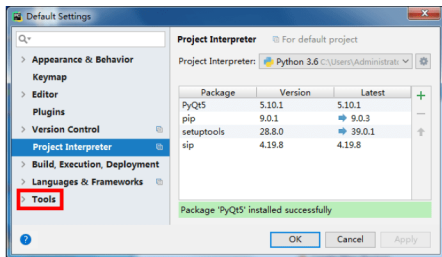 Default Settings
Project Interpreter For default project
Appearance & Behavior
Project Interpreter: Python 3.6 C:\Users\Administrato
Keymap
Editor
Package Version Latest
PyQt5 5.10.1 5.10.1
Plugins
pip 9.0.1 9.0.3
Version Control
setuptools 28.8.0 39.0.1
Project Interpreter
sip 4.19.8 4.19.8
Build, Execution, Deployment
Languages & Frameworks
Tools
Package 'PyQt5' installed successfully
? OK Cancel Apply